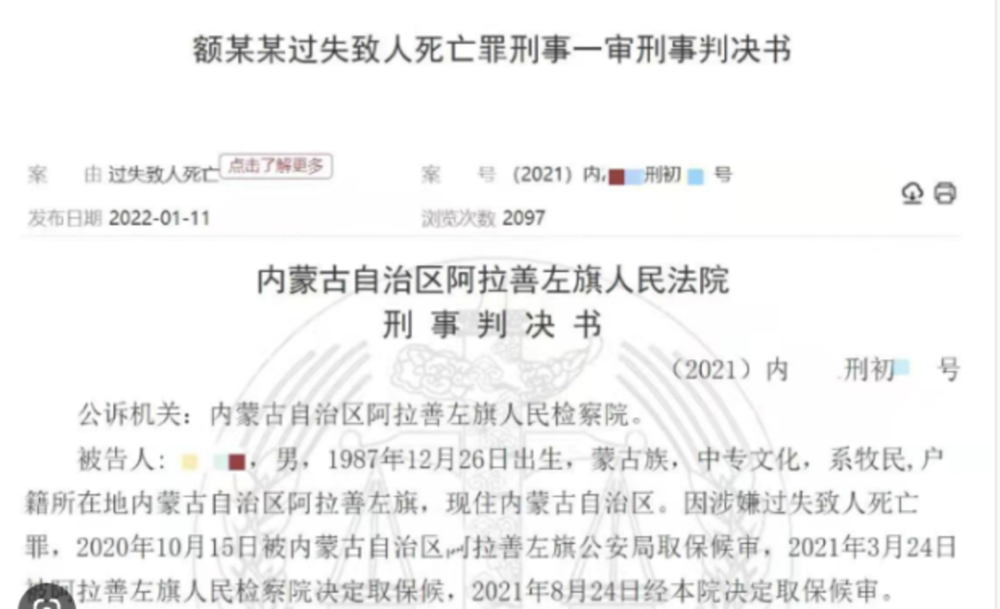 额某某过失致人死亡罪刑事一审刑事判决书
案 由 过失致人死亡 点击了解更多 案 号 （2021）内 刑初 号
发布日期 2022-01-11 浏览次数 2097
内蒙古自治区阿拉善左旗人民法院
刑 事 判 决 书
（2021）内 刑初 号
公诉机关：内蒙古自治区阿拉善左旗人民检察院。
被告人： ，男，1987年12月26日出生，蒙古族，中专文化，系牧民,户
籍所在地内蒙古自治区阿拉善左旗，现住内蒙古自治区。因涉嫌过失致人死亡
罪，2020年10月15日被内蒙古自治区阿拉善左旗公安局取保候审，2021年3月24日
被阿拉善左旗人民检察院决定取保候，2021年8月24日经本院决定取保候审。